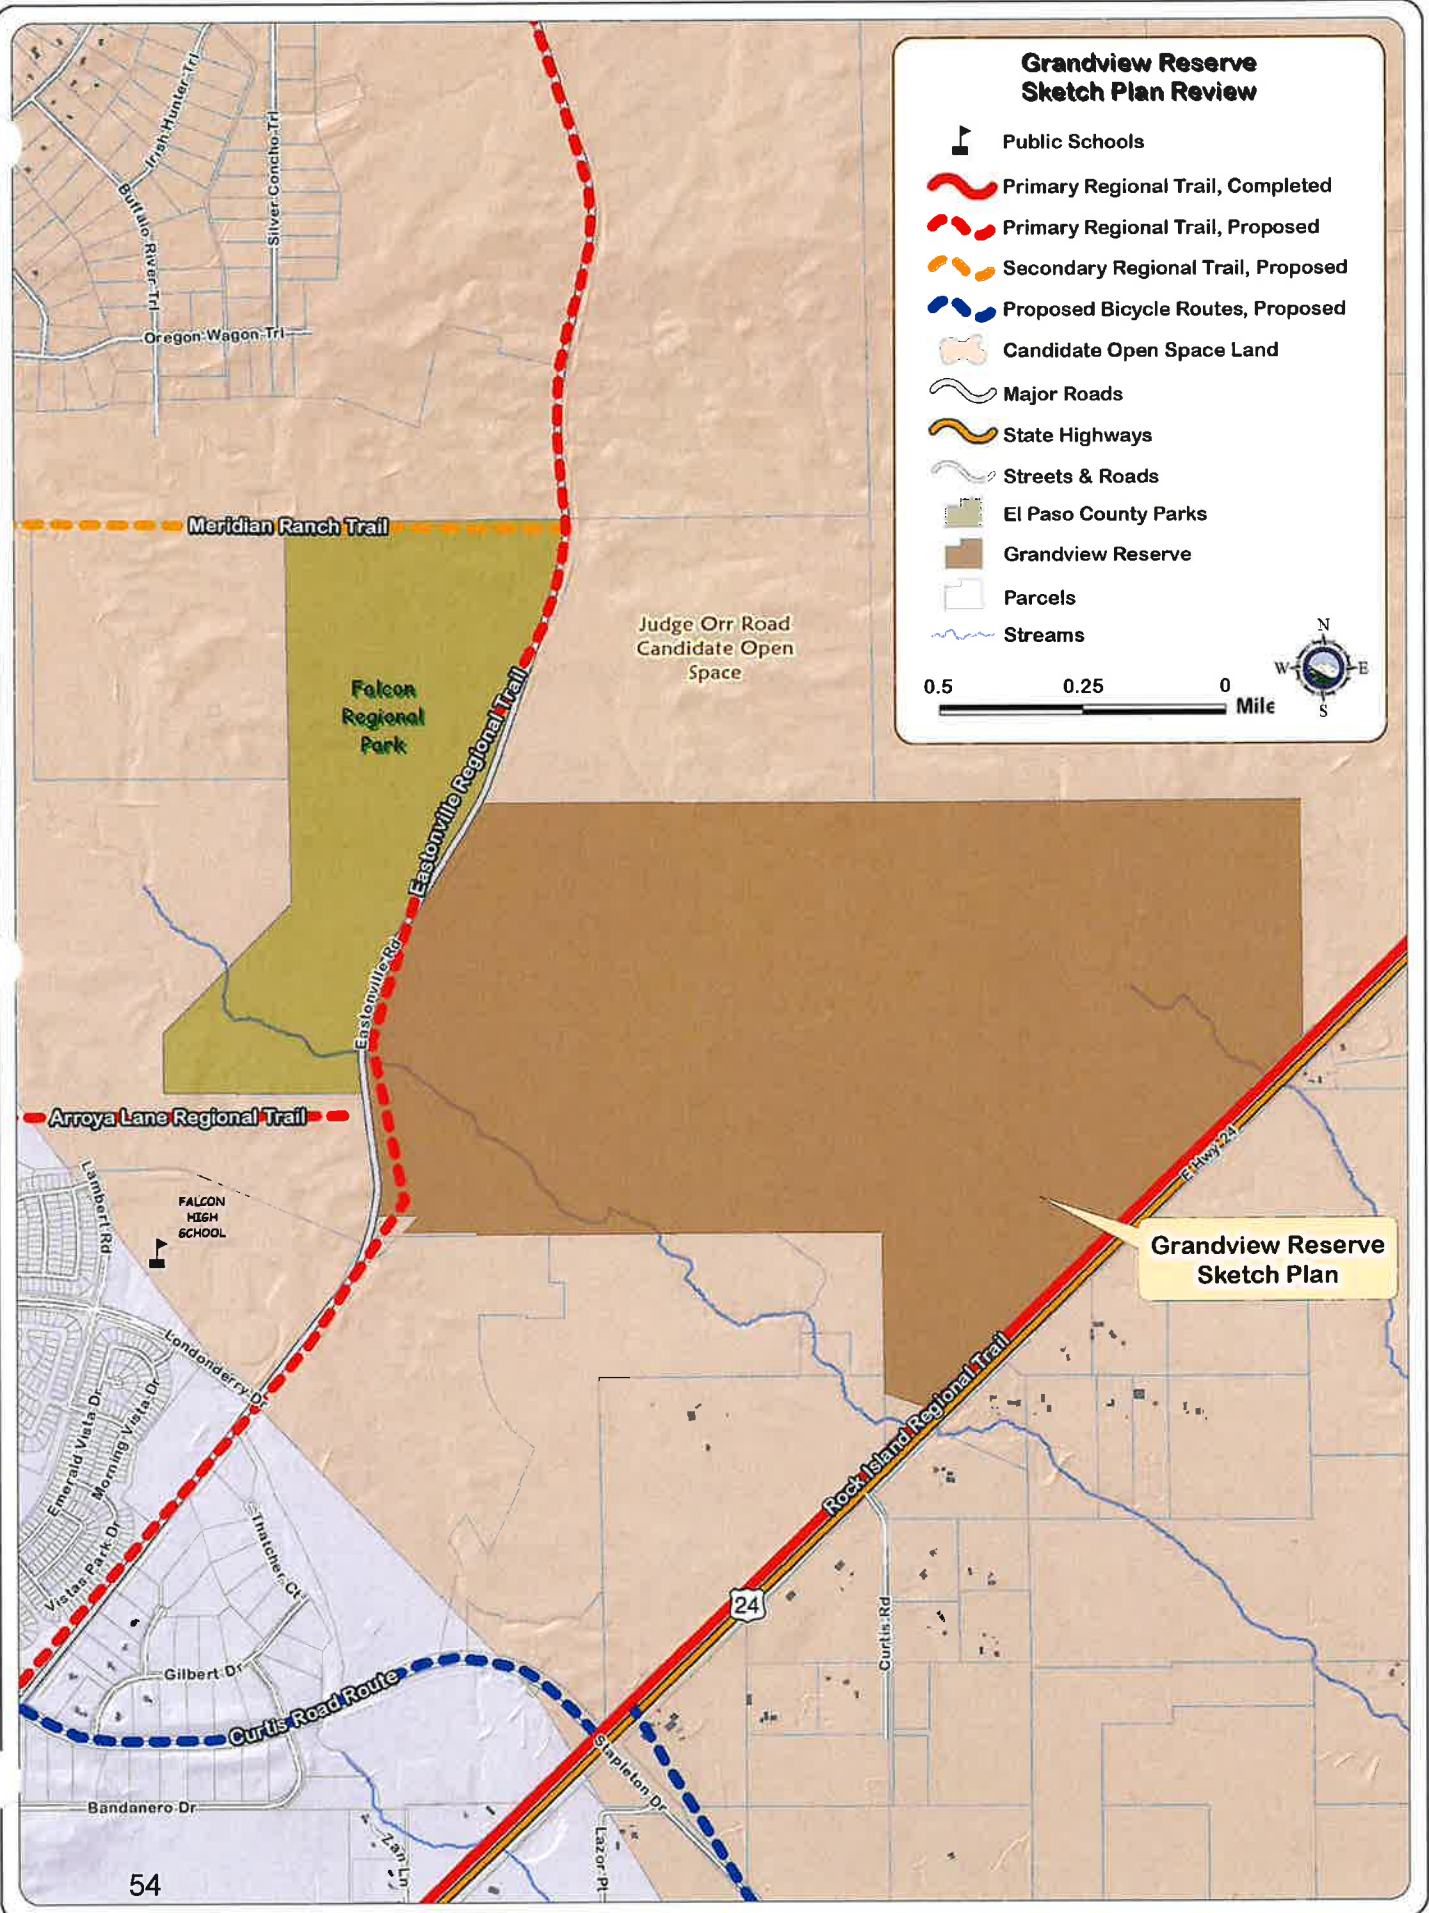 Grandview Reserve
Sketch Plan Review
Public Schools
Primary Regional Trail, Completed
Primary Regional Trail, Proposed
Secondary Regional Trail, Proposed
Proposed Bicycle Routes, Proposed
Candidate Open Space Land
Major Roads
State Highways
Streets & Roads
El Paso County Parks
Grandview Reserve
Parcels
Streams
N
W
E
S
0.5
0.25
0
Mile
Irish Hunter Trl
Silver Concho Trl
Buffalo River Trl
Oregon Wagon Trl
Meridian Ranch Trail
Judge Orr Road
Candidate Open
Space
Falcon
Regional
Park
Eastonville Regional Trail
Eastonville Rd
Arroya Lane Regional Trail
Lambert Rd
FALCON
HIGH
SCHOOL
E Hwy 24
Grandview Reserve
Sketch Plan
Londonderry Dr
Rock Island Regional Trail
Emerald Vista Dr
Morning Vista Dr
Vistas Park Dr
Thatcher Ct
24
Curtis Rd
Gilbert Dr
Curtis Road Route
Stapleton Dr
Bandanero Dr
Zam Ln
Lazor Pt
54